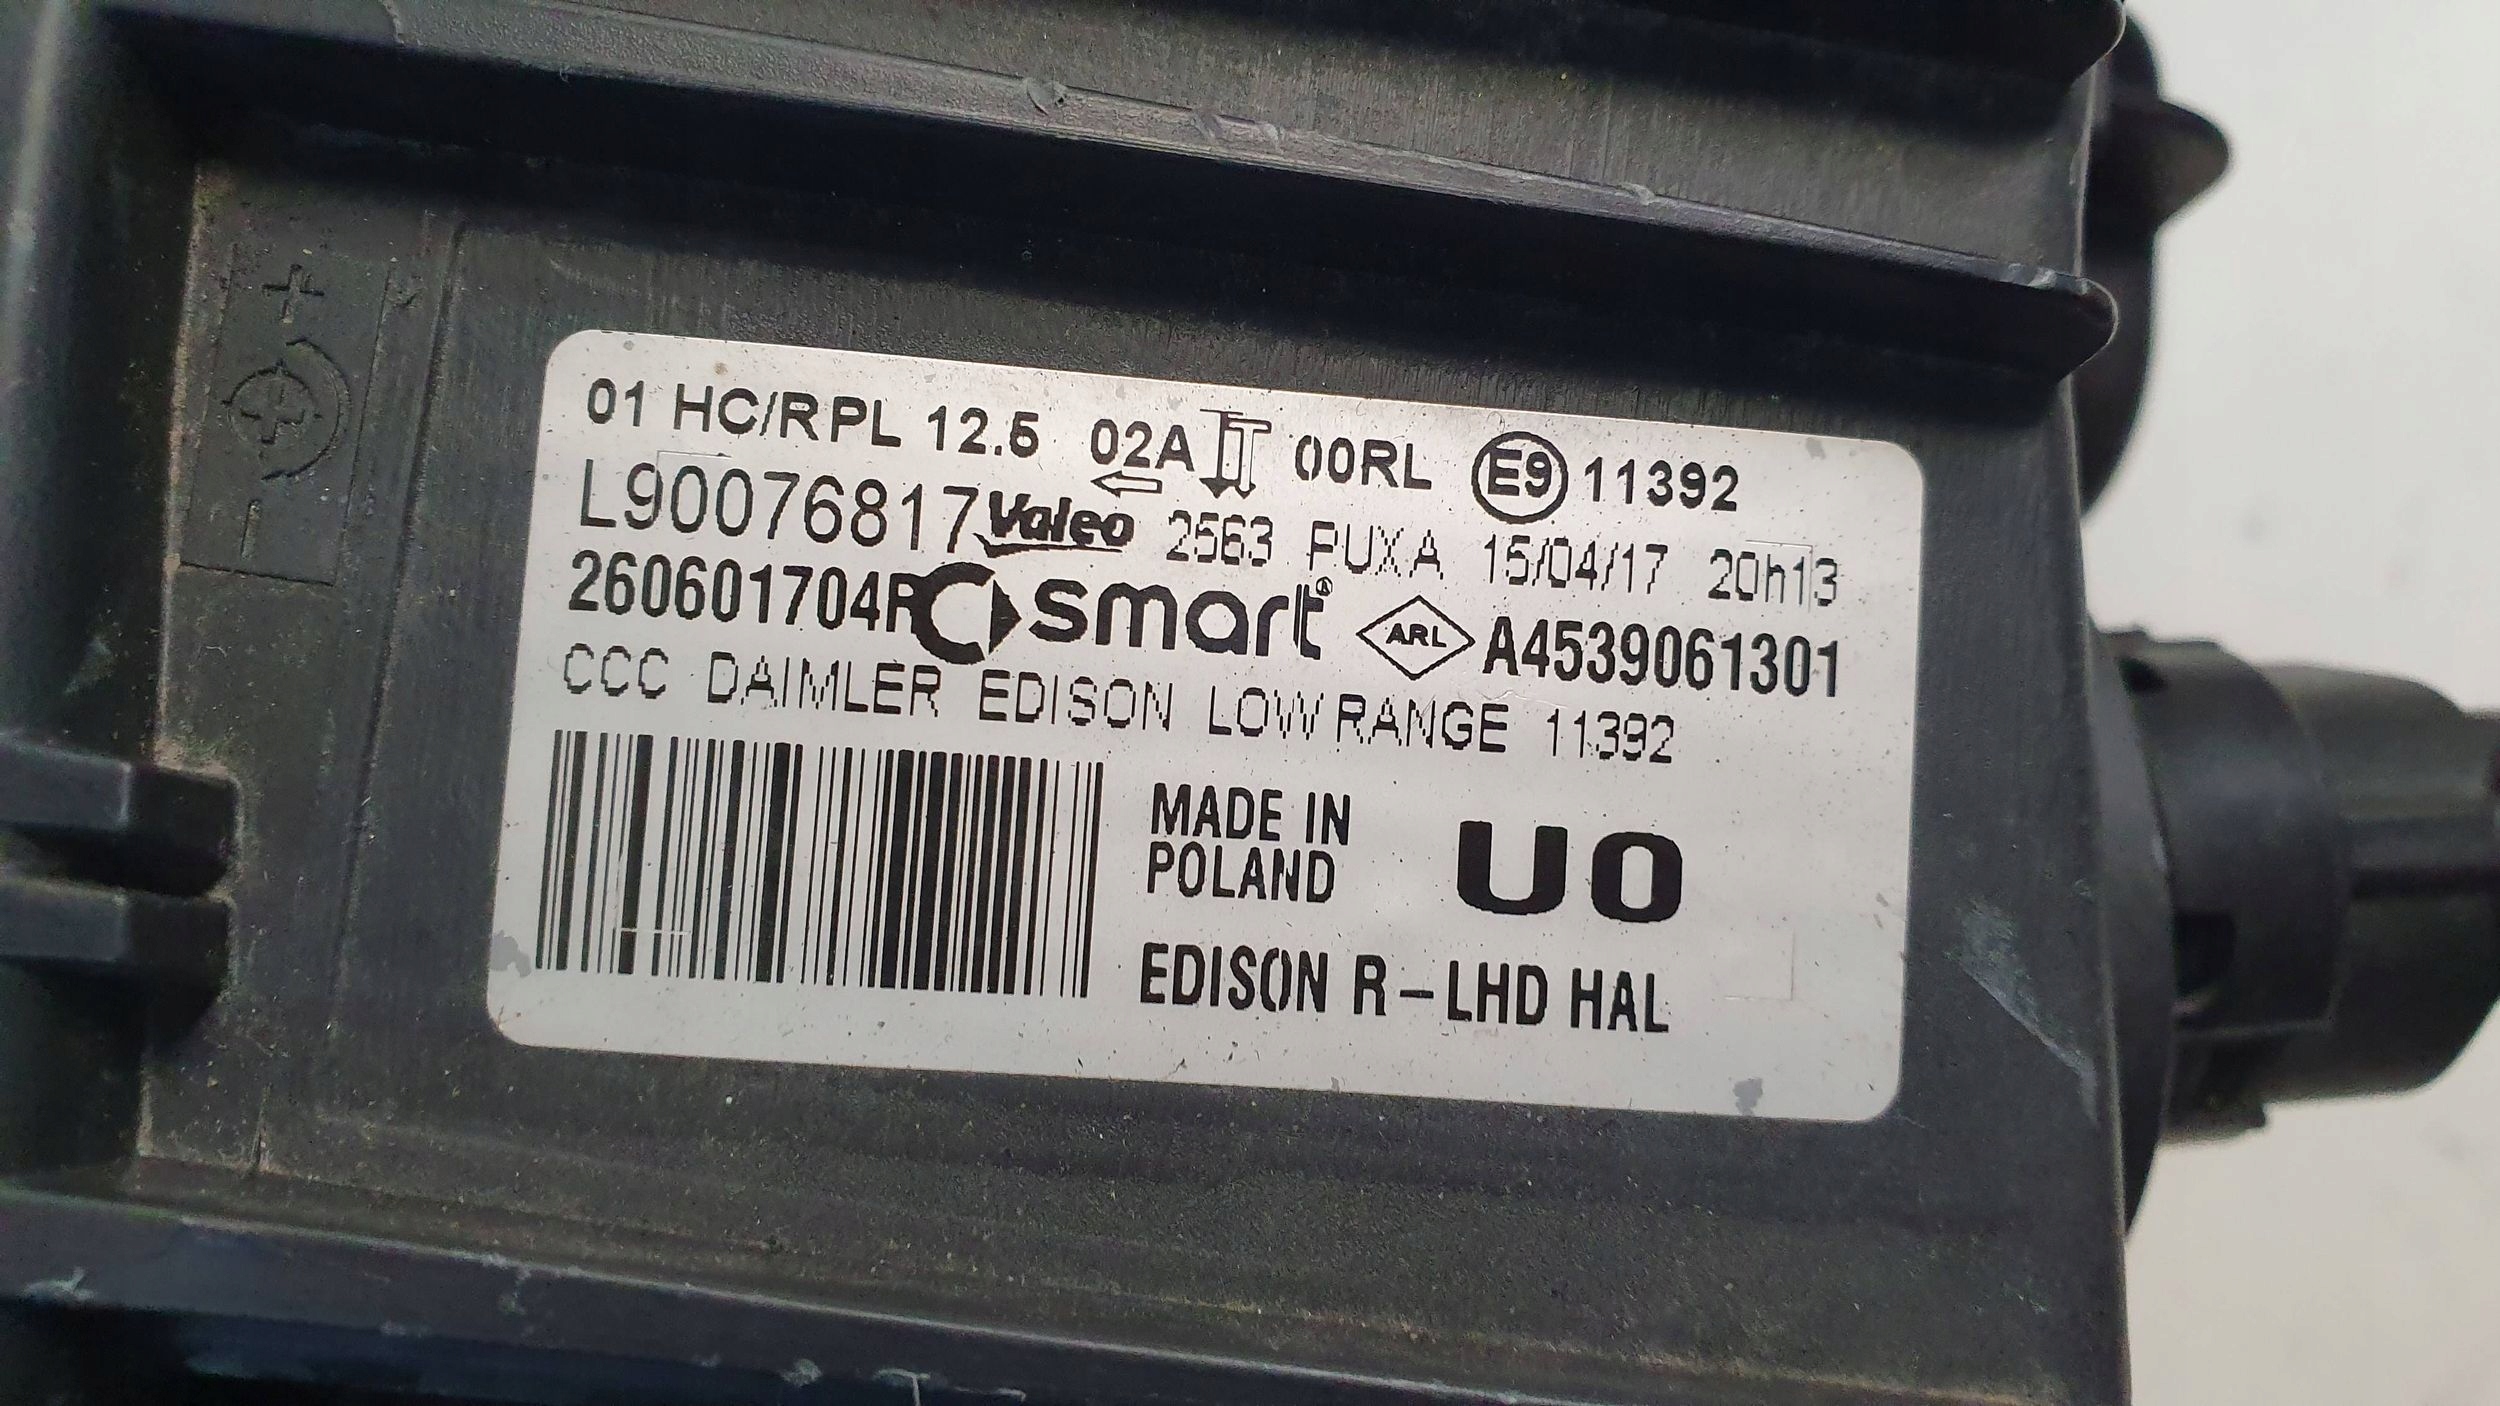 01 HC/R PL 12.5 02A 00RL E9 11392
L90076817 Valeo 2563 PUXA 15/04/17 20h13
260601704R smart ARL A4539061301
CCC DAIMLER EDISON LOW RANGE 11392
MADE IN
POLAND
U0
EDISON R-LHD HAL